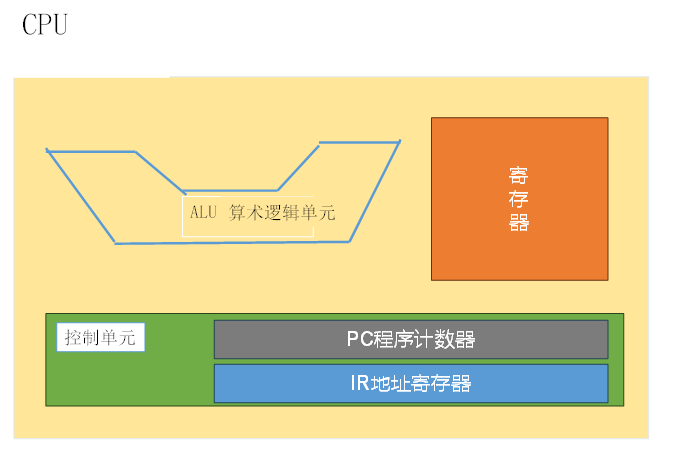 CPU
ALU 算术逻辑单元
寄
存
器
控制单元
PC程序计数器
IR地址寄存器